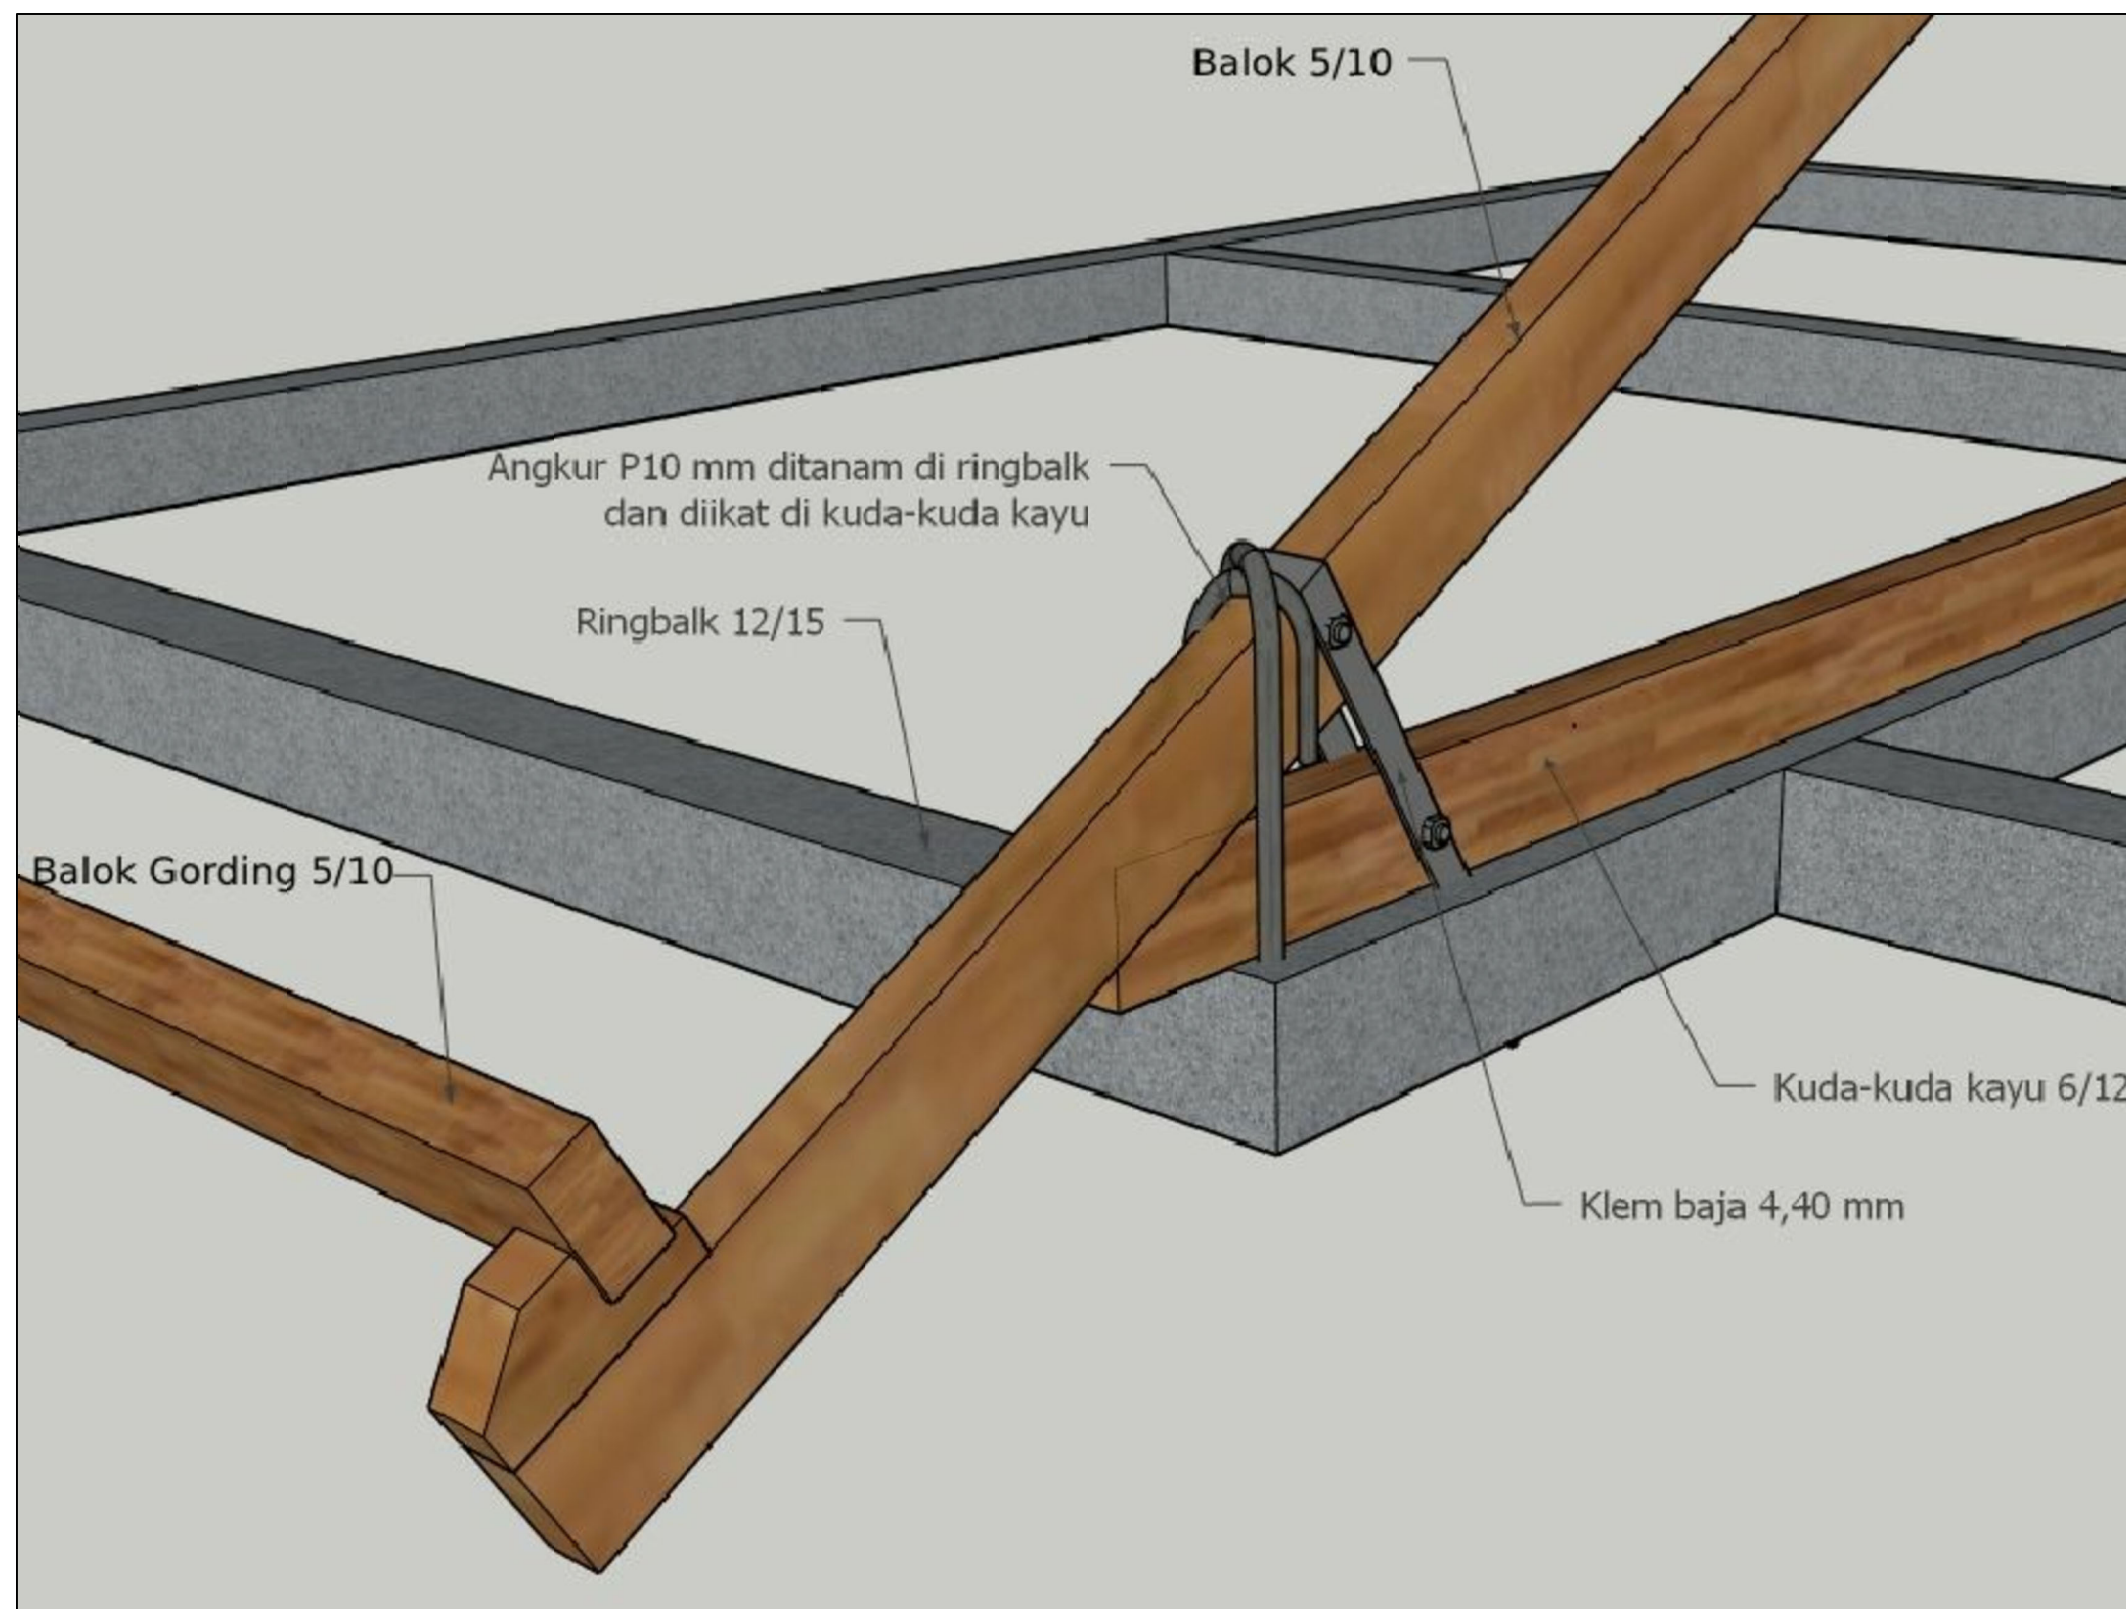 Balok 5/10
Angkur P10 mm ditanam di ringbalk
dan diikat di kuda-kuda kayu
Ringbalk 12/15
Balok Gording 5/10
Kuda-kuda kayu 6/12
Klem baja 4,40 mm